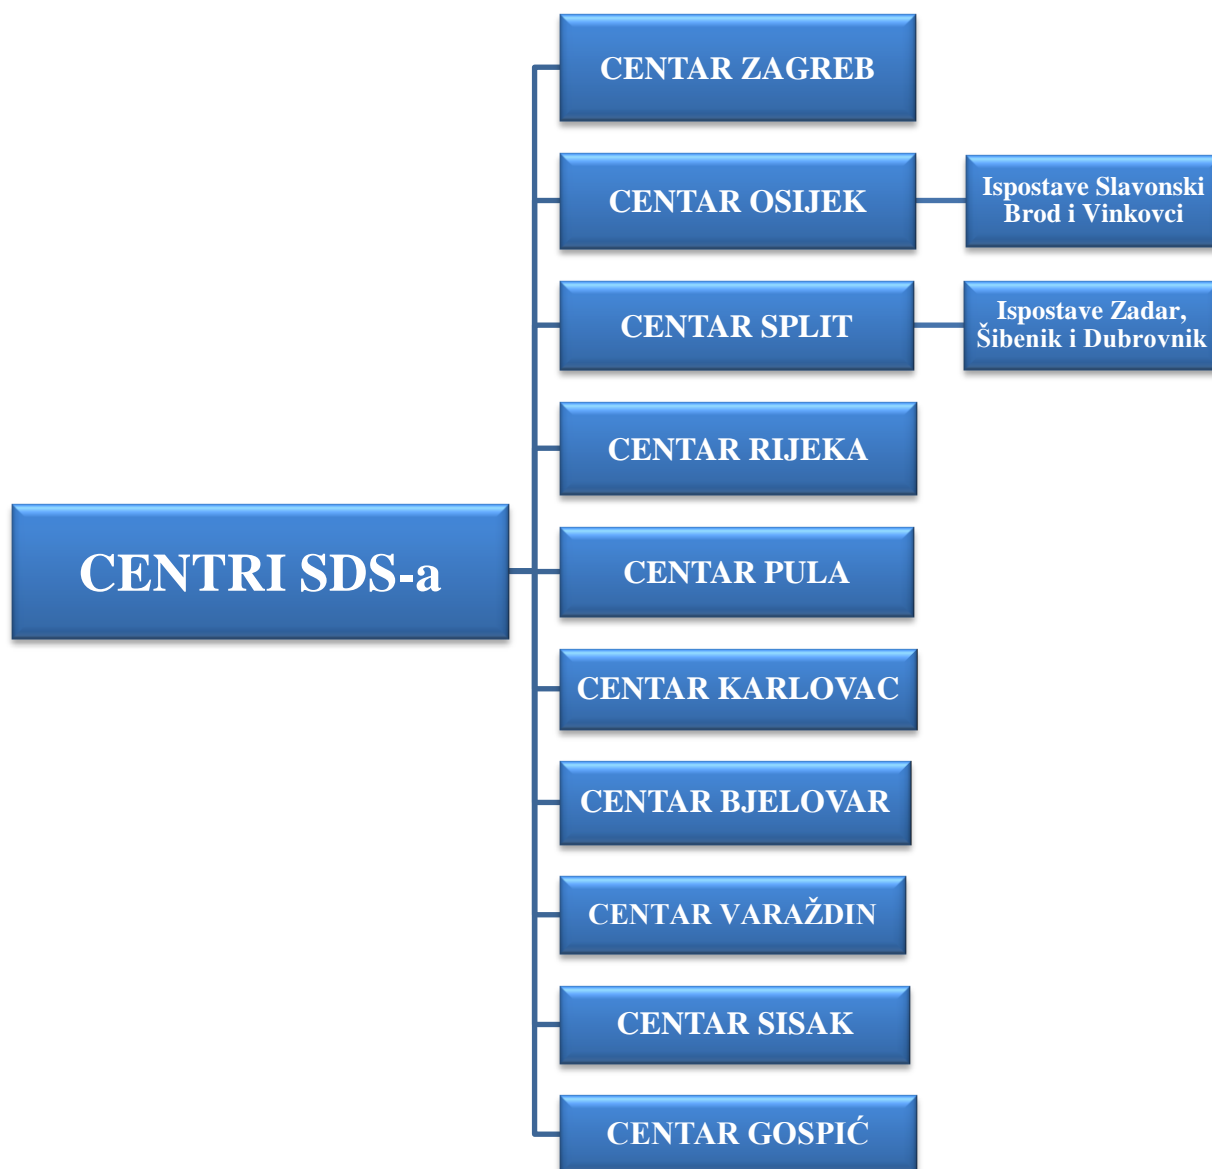 CENTAR ZAGREB
CENTAR OSIJEK
Ispostave Slavonski
Brod i Vinkovci
CENTAR SPLIT
Ispostave Zadar,
Šibenik i Dubrovnik
CENTAR RIJEKA
CENTRI SDS-a
CENTAR PULA
CENTAR KARLOVAC
CENTAR BJELOVAR
CENTAR VARAŽDIN
CENTAR SISAK
CENTAR GOSPIĆ